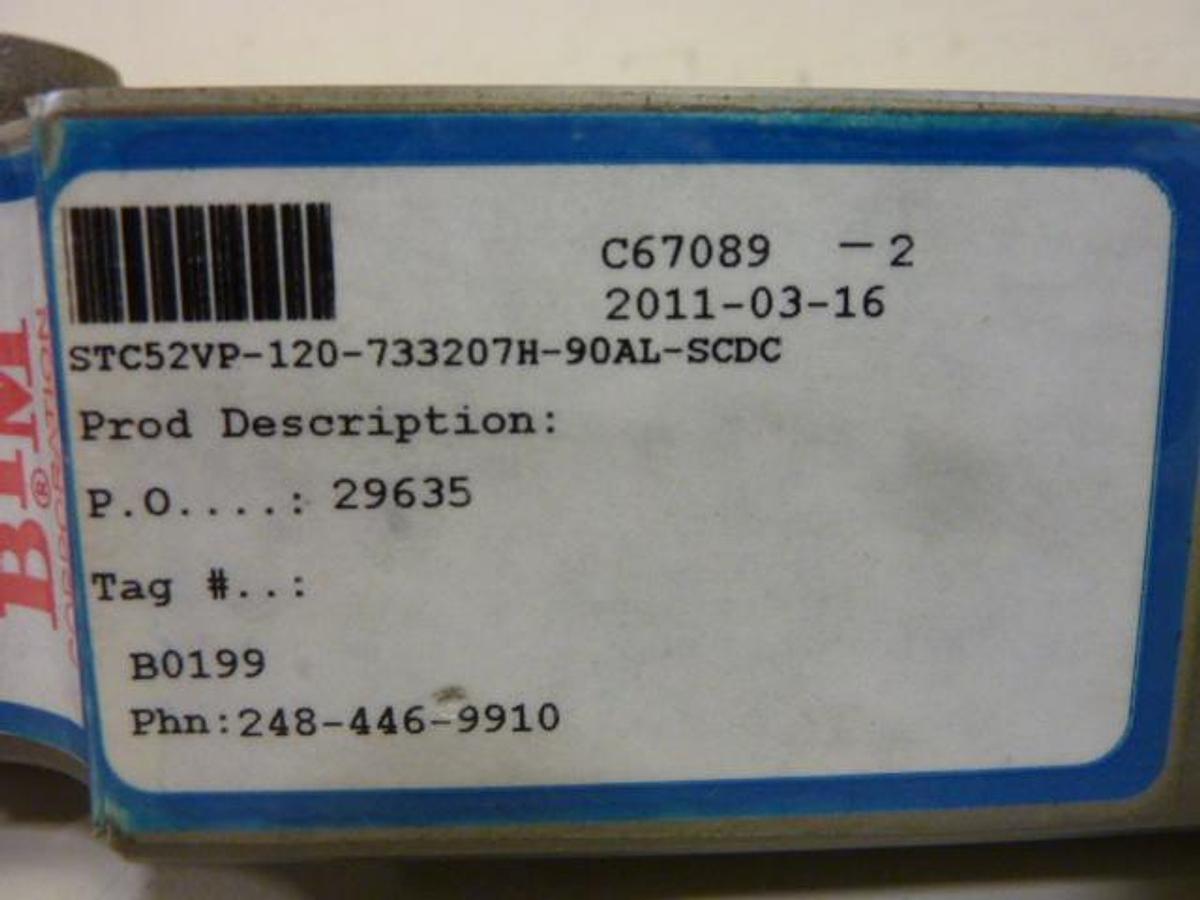 C67089 -2
2011-03-16
STC52VP-120-733207H-90AL-SCDC
Prod Description:
P.O....: 29635
Tag #..:
B0199
Phn:248-446-9910
®
CORPORATION